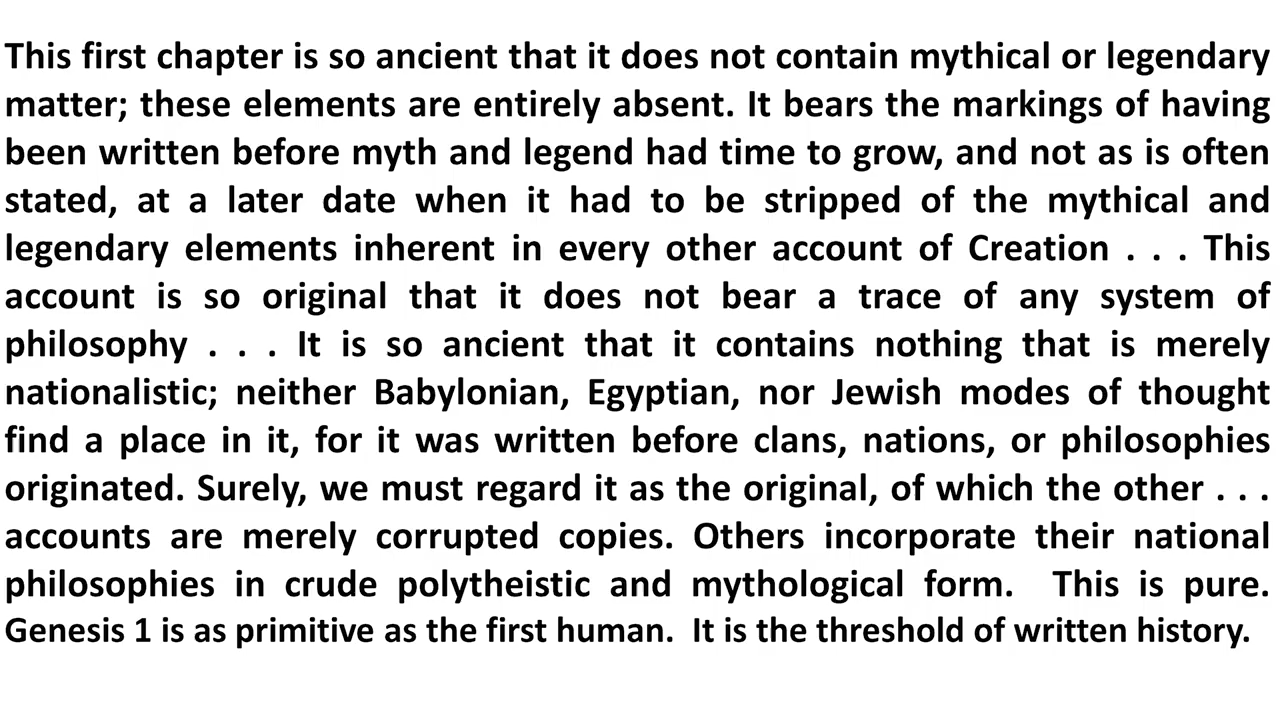 This first chapter is so ancient that it does not contain mythical or legendary
matter; these elements are entirely absent. It bears the markings of having
been written before myth and legend had time to grow, and not as is often
stated, at a later date when it had to be stripped of the mythical and
legendary elements inherent in every other account of Creation . . . This
account is so original that it does not bear a trace of any system of
philosophy . . . It is so ancient that it contains nothing that is merely
nationalistic; neither Babylonian, Egyptian, nor Jewish modes of thought
find a place in it, for it was written before clans, nations, or philosophies
originated. Surely, we must regard it as the original, of which the other . . .
accounts are merely corrupted copies. Others incorporate their national
philosophies in crude polytheistic and mythological form.  This is pure.
Genesis 1 is as primitive as the first human.  It is the threshold of written history.